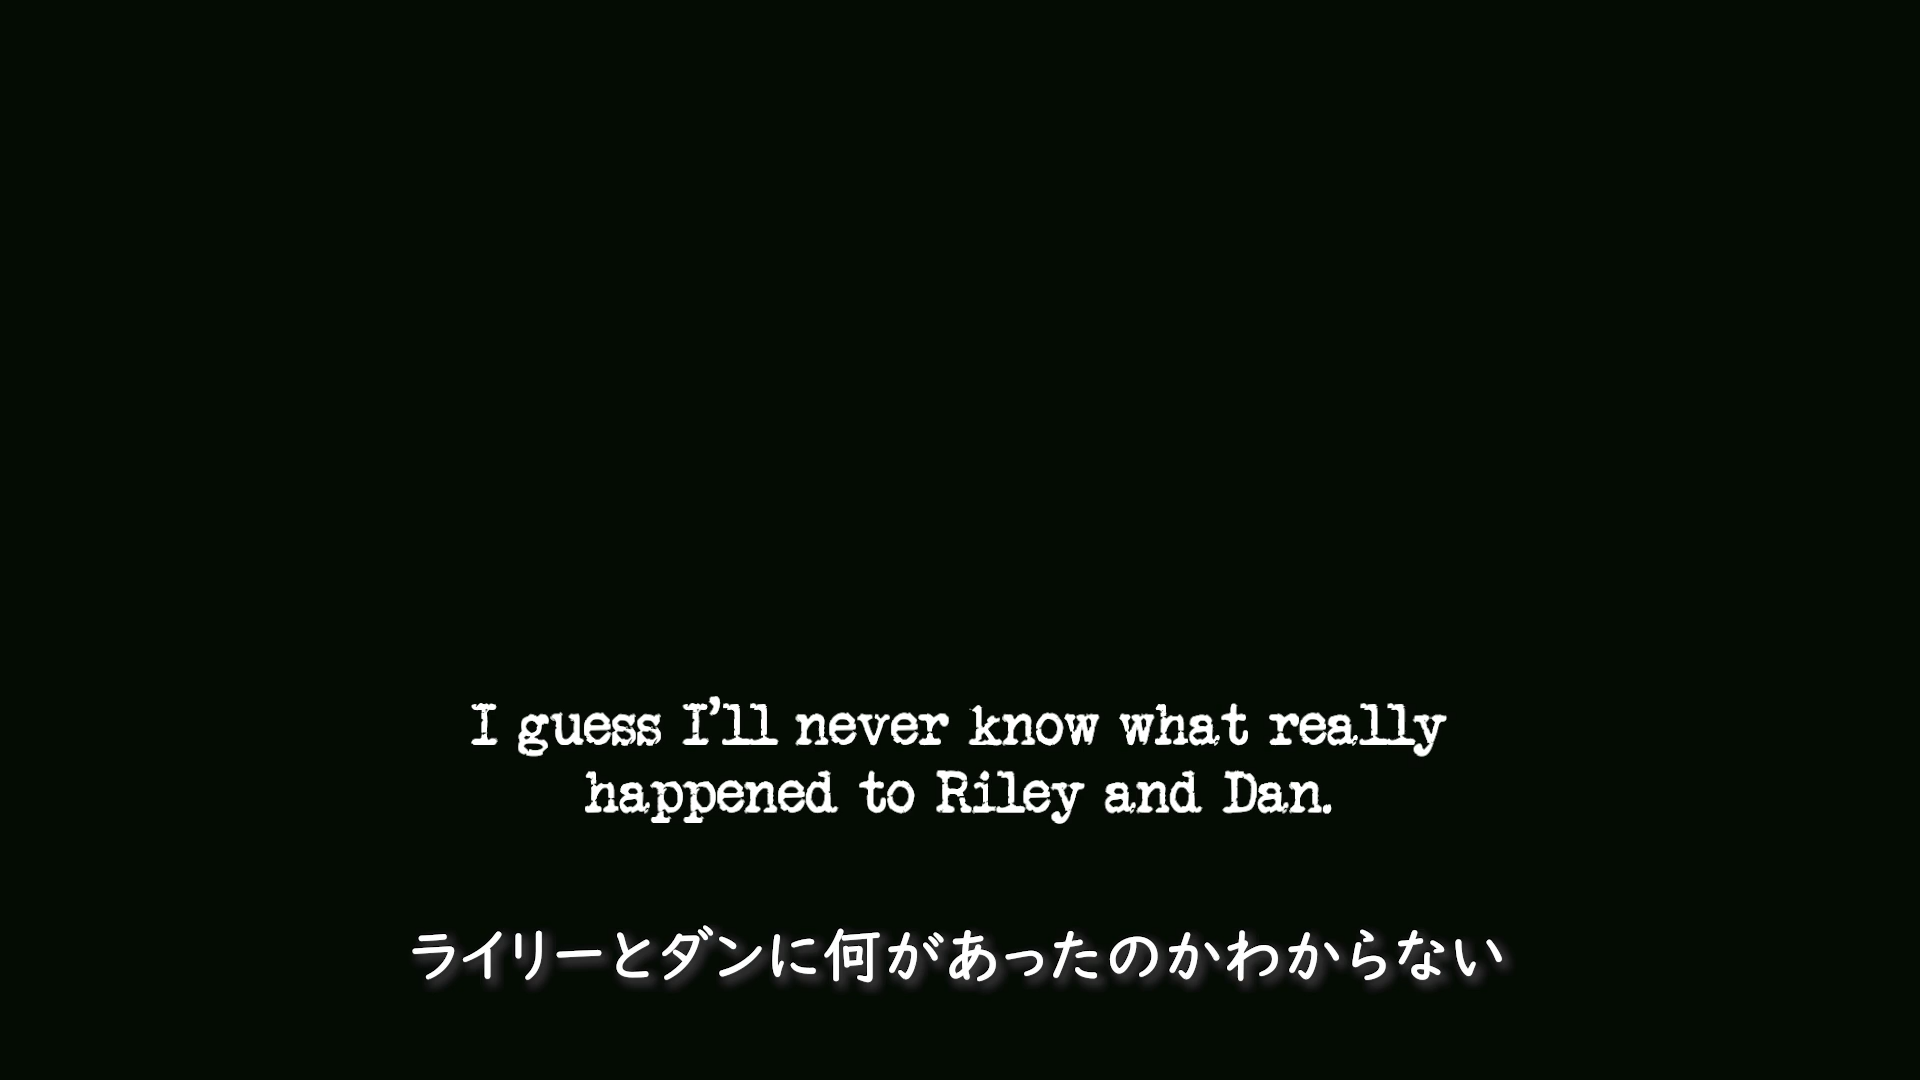 I guess I’ll never know what really
happened to Riley and Dan.
ライリーとダンに何があったのかわからない